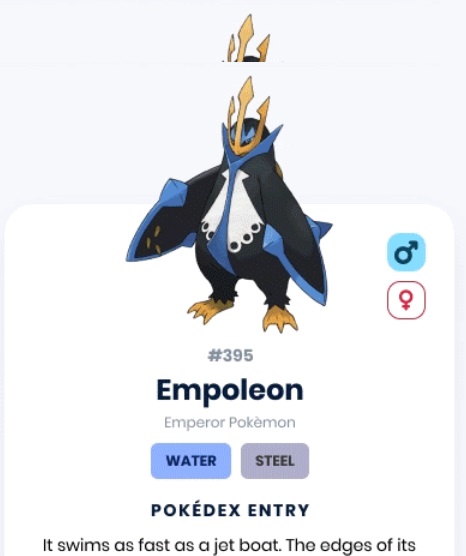 #395
Empoleon
Emperor Pokèmon
WATER STEEL
POKÉDEX ENTRY
It swims as fast as a jet boat. The edges of its